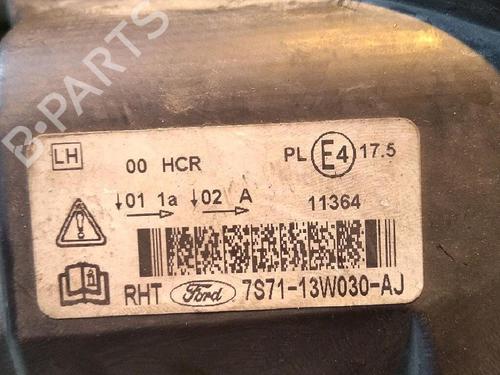 B-PARTS
LH
00 HCR
PL E4 17.5
↓01 1a ↓02 A
11364
RHT Ford 7S71-13W030-AJ